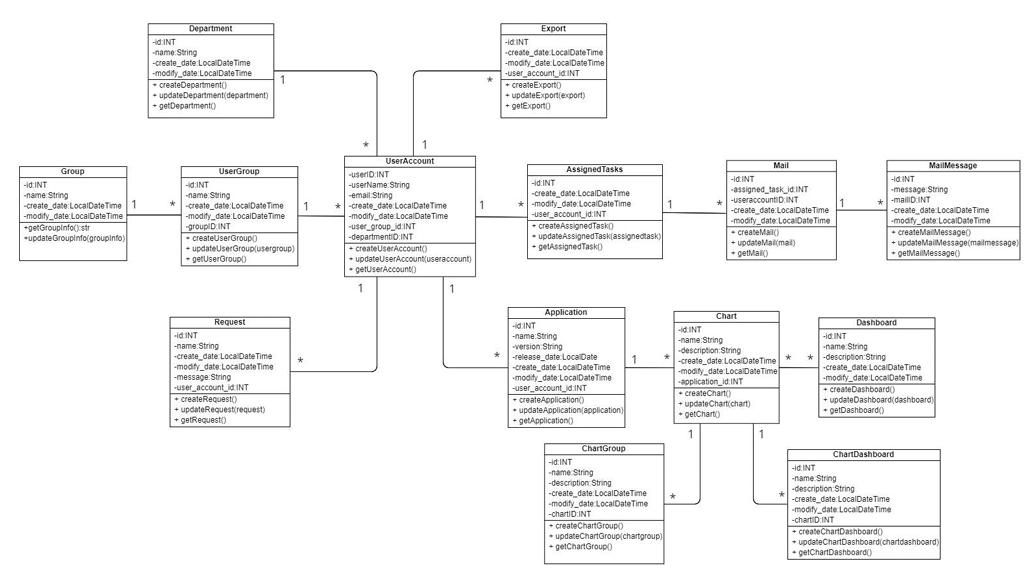 Department
-id:INT
-name:String
-create_date:LocalDateTime
-modify_date:LocalDateTime
+ createDepartment()
+ updateDepartment(department)
+ getDepartment()
1
*
Export
-id:INT
-create_date:LocalDateTime
-modify_date:LocalDateTime
-user_account_id:INT
+ createExport()
+ updateExport(export)
+ getExport()
*
1
Group
-id:INT
-name:String
-create_date:LocalDateTime
-modify_date:LocalDateTime
+getGroupInfo():str
+updateGroupInfo(groupInfo)
1
*
UserGroup
-id:INT
-name:String
-create_date:LocalDateTime
-modify_date:LocalDateTime
-groupID:INT
+ createUserGroup()
+ updateUserGroup(usergroup)
+ getUserGroup()
1
*
UserAccount
-userID:INT
-userName:String
-email:String
-create_date:LocalDateTime
-modify_date:LocalDateTime
-user_group_id:INT
-departmentID:INT
+ createUserAccount()
+ updateUserAccount(useraccount)
+ getUserAccount()
1
*
AssignedTasks
-id:INT
-create_date:LocalDateTime
-modify_date:LocalDateTime
-user_account_id:INT
+ createAssignedTask()
+ updateAssignedTask(assignedtask)
+ getAssignedTask()
1
*
Mail
-id:INT
-assigned_task_id:INT
-useraccountID:INT
-create_date:LocalDateTime
-modify_date:LocalDateTime
+ createMail()
+ updateMail(mail)
+ getMail()
1
*
MailMessage
-id:INT
-message:String
-mailID:INT
-create_date:LocalDateTime
-modify_date:LocalDateTime
+ createMailMessage()
+ updateMailMessage(mailmessage)
+ getMailMessage()
1
1
Request
-id:INT
-name:String
-create_date:LocalDateTime
-modify_date:LocalDateTime
-message:String
-user_account_id:INT
+ createRequest()
+ updateRequest(request)
+ getRequest()
*
*
Application
-id:INT
-name:String
-version:String
-release_date:LocalDate
-create_date:LocalDateTime
-modify_date:LocalDateTime
-user_account_id:INT
+ createApplication()
+ updateApplication(application)
+ getApplication()
1
*
Chart
-id:INT
-name:String
-description:String
-create_date:LocalDateTime
-modify_date:LocalDateTime
-application_id:INT
+ createChart()
+ updateChart(chart)
+ getChart()
*
*
Dashboard
-id:INT
-name:String
-description:String
-create_date:LocalDateTime
-modify_date:LocalDateTime
+ createDashboard()
+ updateDashboard(dashboard)
+ getDashboard()
1
1
ChartGroup
-id:INT
-name:String
-description:String
-create_date:LocalDateTime
-modify_date:LocalDateTime
-chartID:INT
+ createChartGroup()
+ updateChartGroup(chartgroup)
+ getChartGroup()
*
*
ChartDashboard
-id:INT
-name:String
-description:String
-create_date:LocalDateTime
-modify_date:LocalDateTime
-chartID:INT
+ createChartDashboard()
+ updateChartDashboard(chartdashboard)
+ getChartDashboard()